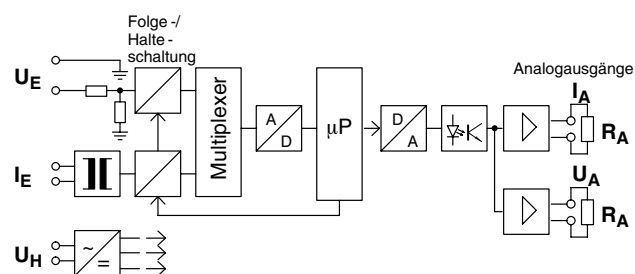 Folge-/
Halte-
schaltung
Analogausgänge
U_E
Multiplexer
A
D
µP
D
A
I_A
R_A
I_E
U_A
R_A
U_H
~
=